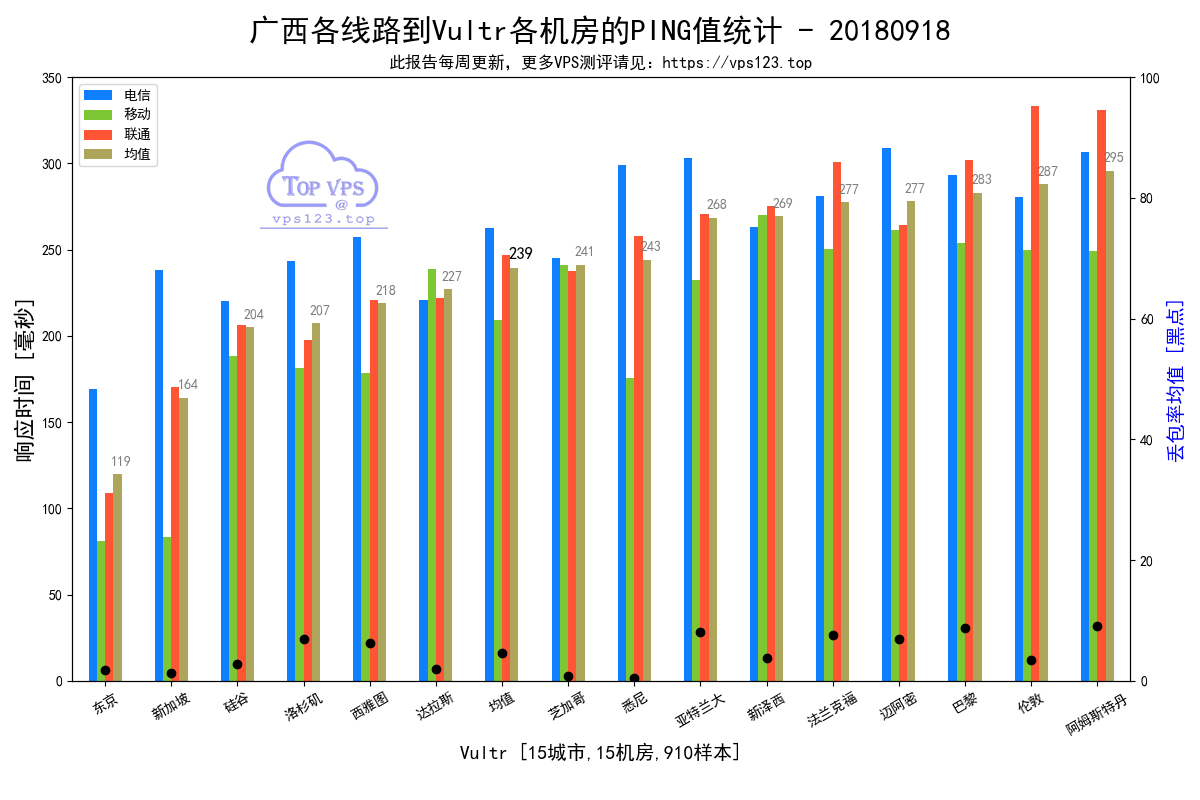 广西各线路到Vultr各机房的PING值统计 - 20180918
此报告每周更新，更多VPS测评请见：https://vps123.top
电信
移动
联通
均值
TOP VPS
@
vps123.top
响应时间 [毫秒]
350
300
250
200
150
100
50
0
119
164
204
207
218
227
239
241
243
268
269
277
277
283
287
295
100
80
60
40
20
0
丢包率均值 [黑点]
东京
新加坡
硅谷
洛杉矶
西雅图
达拉斯
均值
芝加哥
悉尼
亚特兰大
新泽西
法兰克福
迈阿密
巴黎
伦敦
阿姆斯特丹
Vultr [15城市,15机房,910样本]